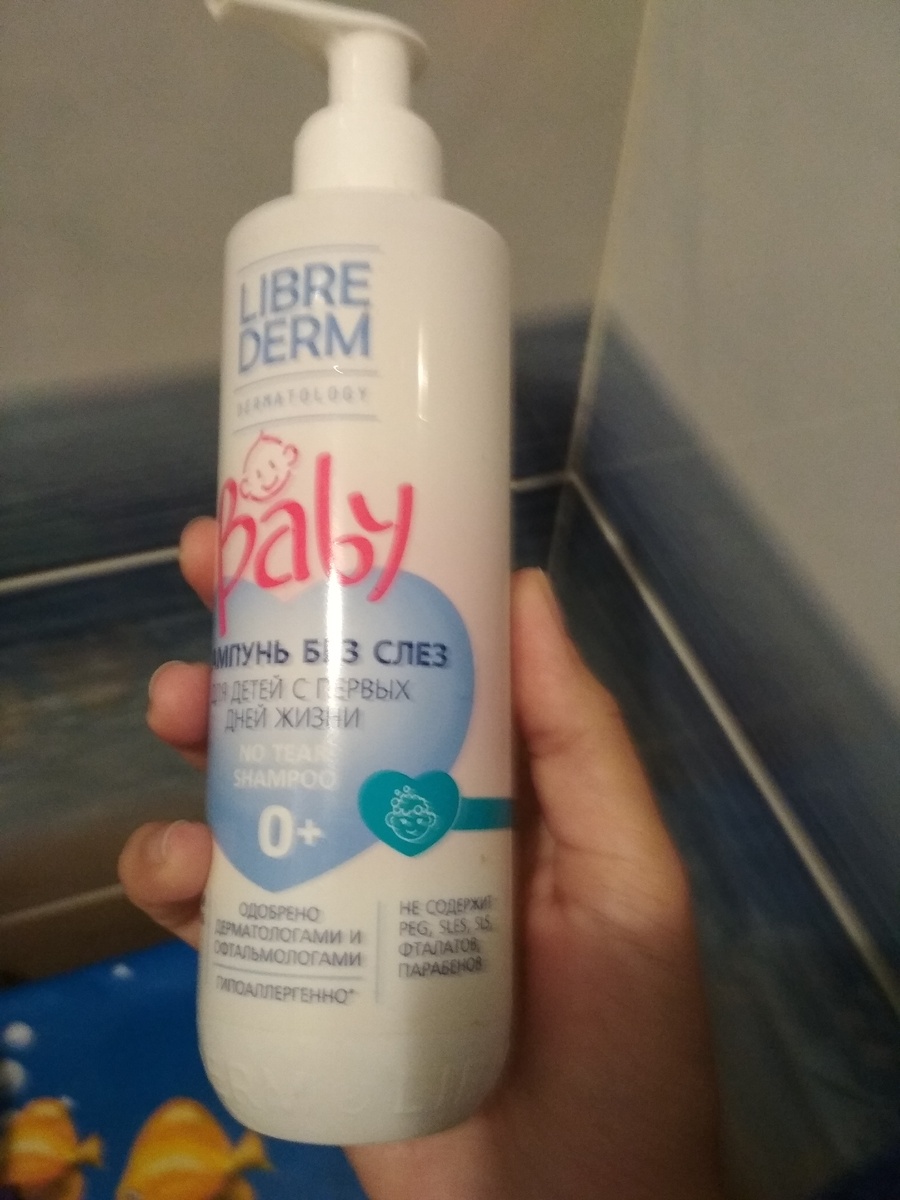 LIBRE
DERM
DERMATOLOGY
Baby
ШАМПУНЬ БЕЗ СЛЕЗ
ДЛЯ ДЕТЕЙ С ПЕРВЫХ
ДНЕЙ ЖИЗНИ
NO TEAR
SHAMPOO
0+
ОДОБРЕНО
ДЕРМАТОЛОГАМИ И
ОФТАЛЬМОЛОГАМИ
ГИПОАЛЛЕРГЕННО*
НЕ СОДЕРЖИТ
PEG, SLES, SLS,
ФТАЛАТОВ,
ПАРАБЕНОВ